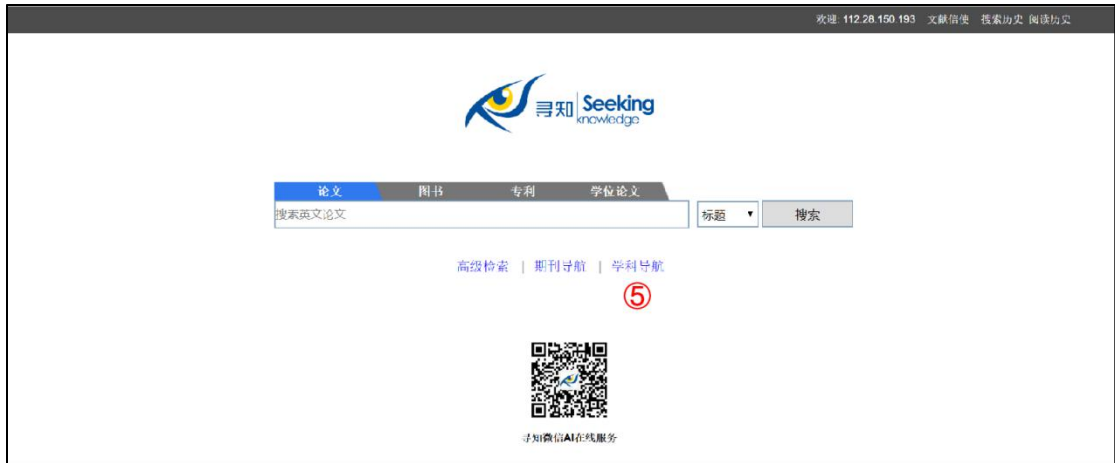 欢迎: 112.28.150.193 文献信使 搜索历史 阅读历史
寻知 Seeking
knowledge
论文 图书 专利 学位论文
搜索英文论文 标题 ▼ 搜索
高级检索 | 期刊导航 | 学科导航
⑤
寻知微信AI在线服务